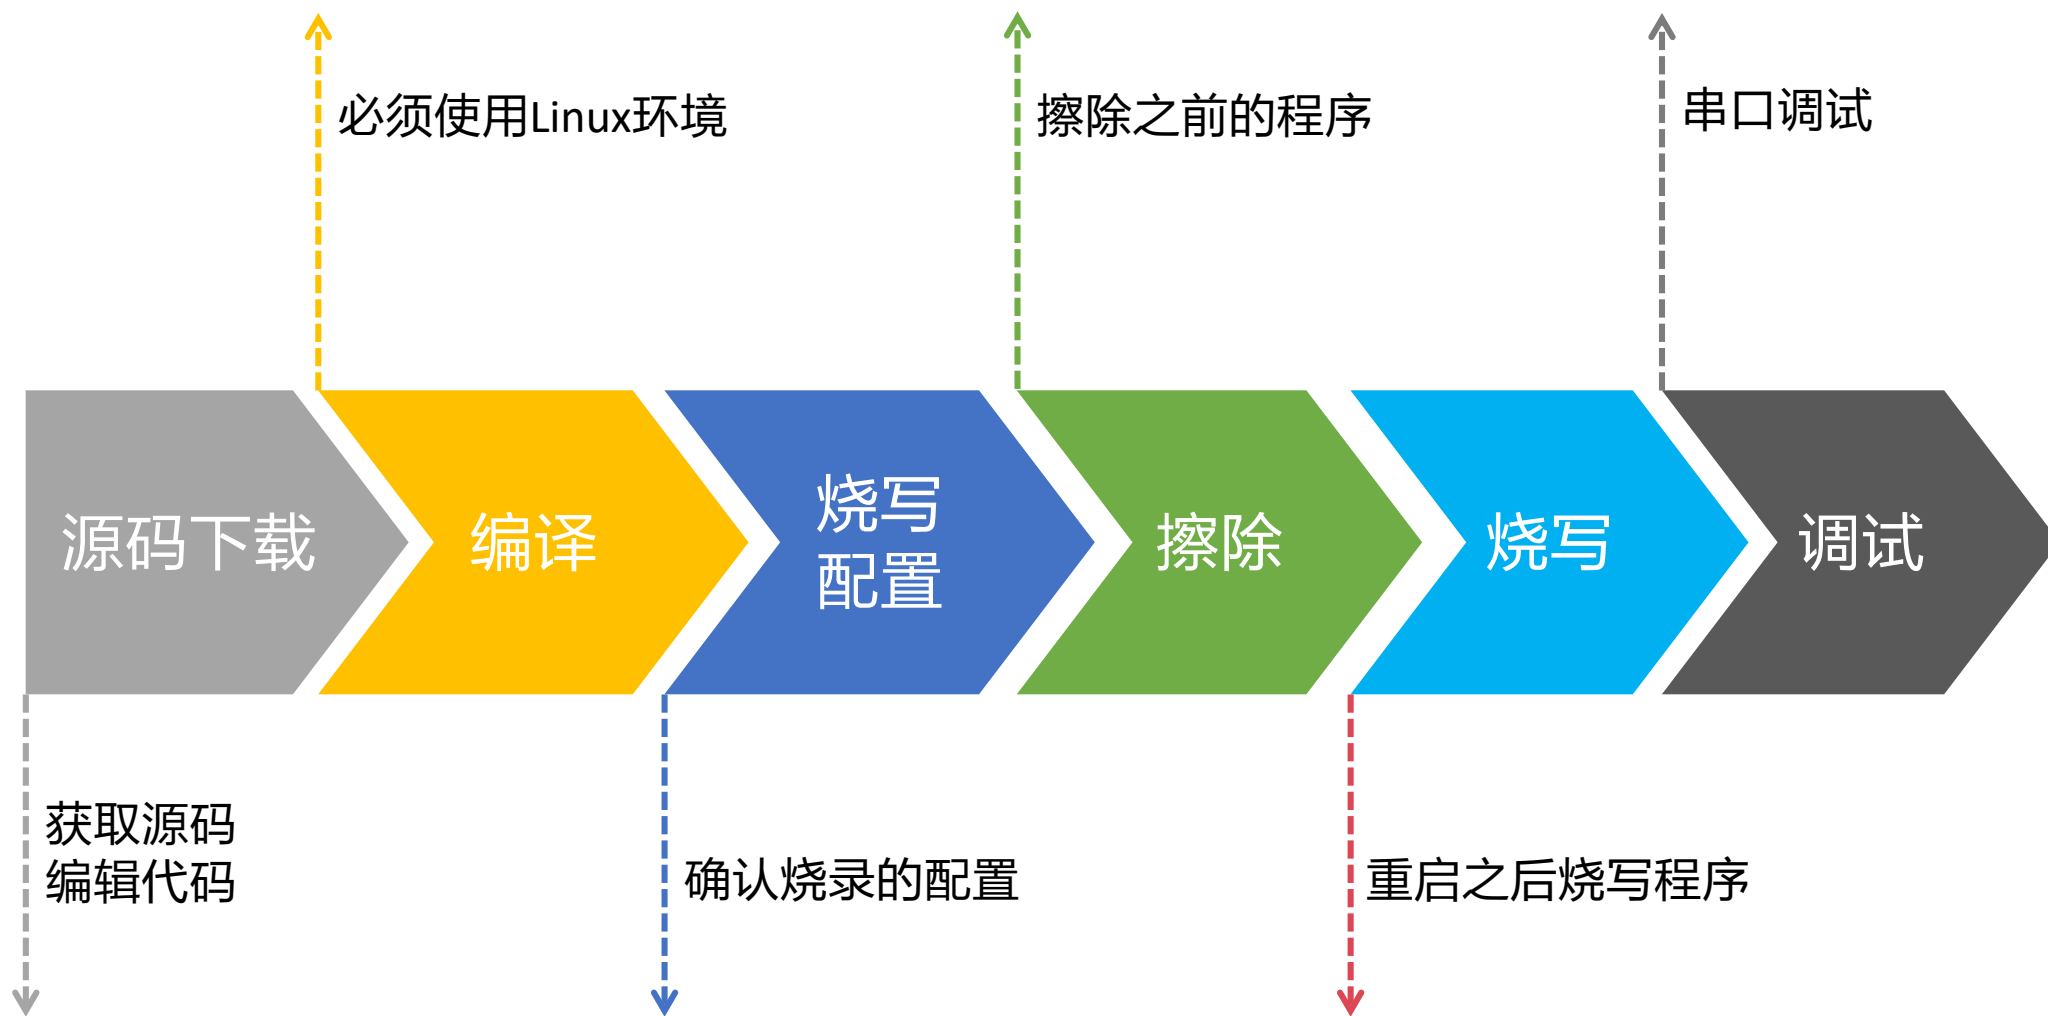 必须使用Linux环境
擦除之前的程序
串口调试
源码下载
编译
烧写
配置
擦除
烧写
调试
获取源码
编辑代码
确认烧录的配置
重启之后烧写程序